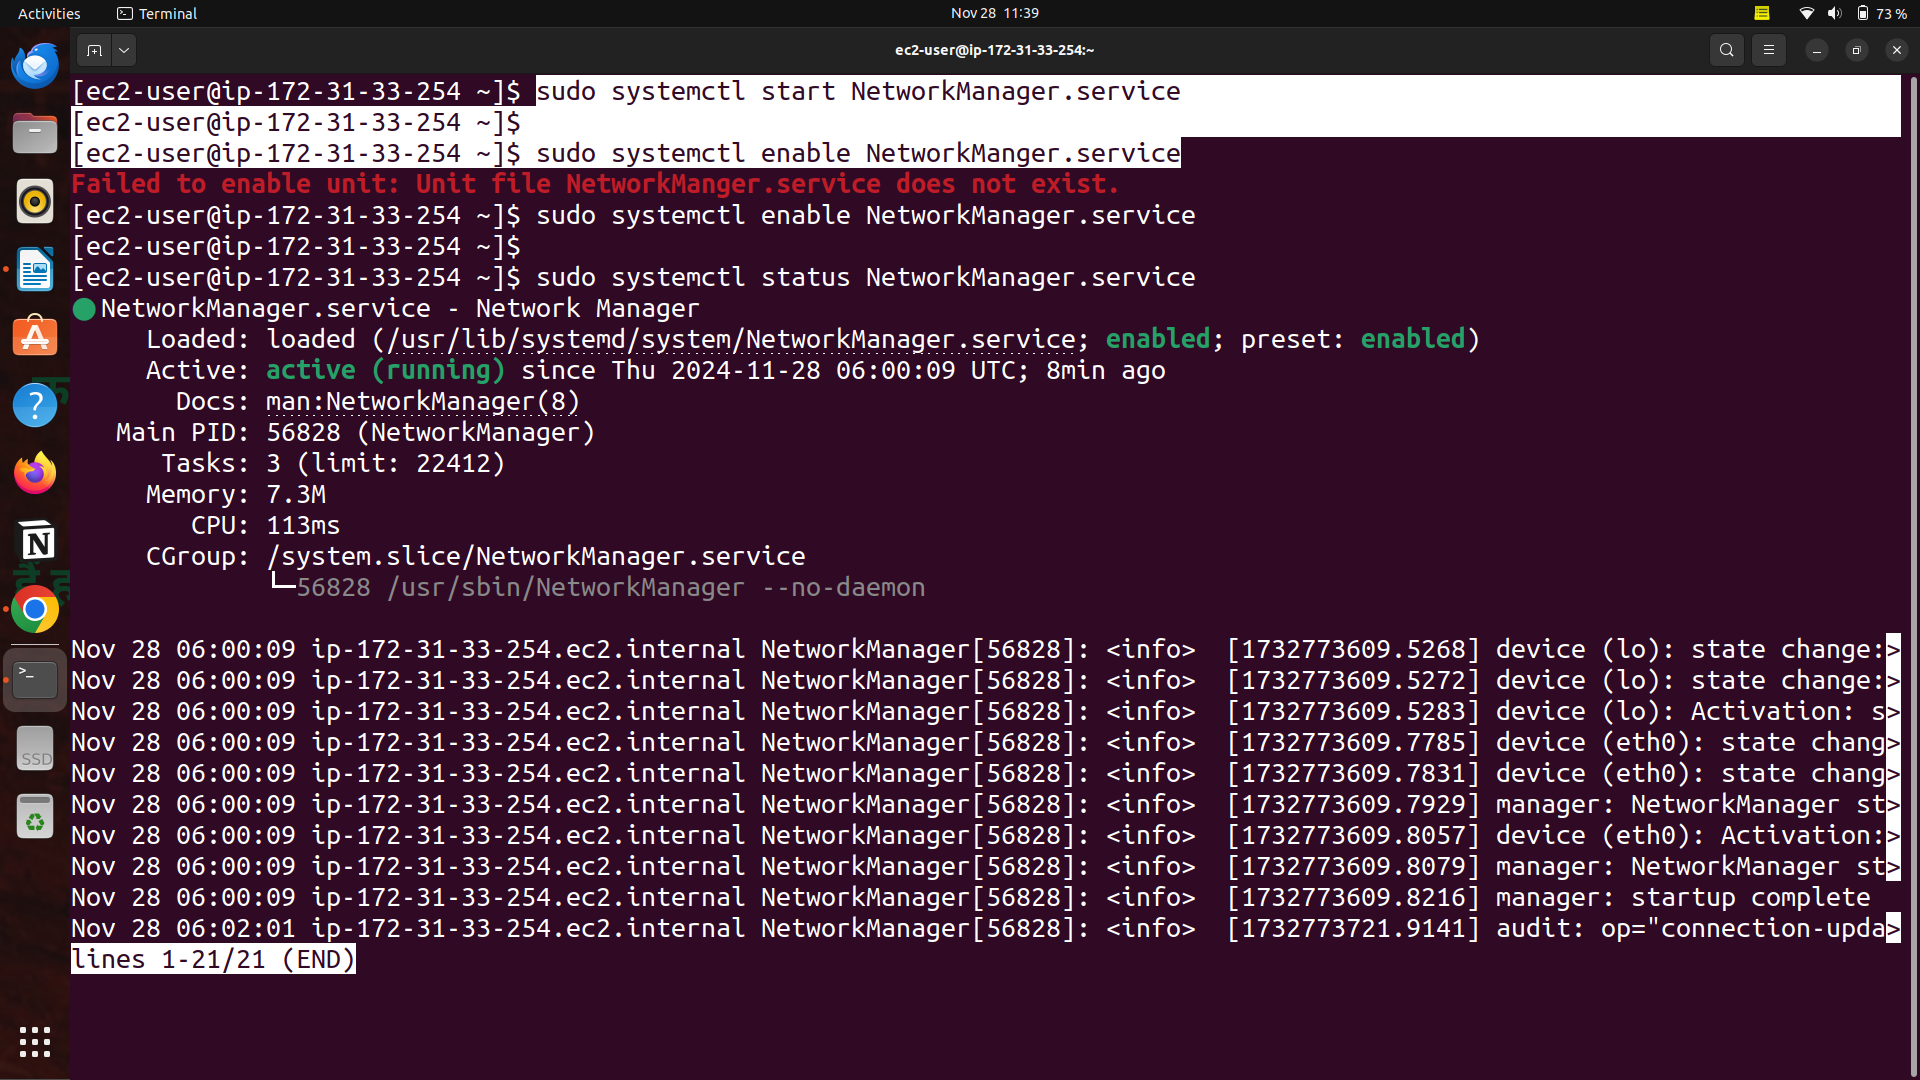 Activities Terminal Nov 28 11:39 73 %
ec2-user@ip-172-31-33-254:~
[ec2-user@ip-172-31-33-254 ~]$ sudo systemctl start NetworkManager.service
[ec2-user@ip-172-31-33-254 ~]$
[ec2-user@ip-172-31-33-254 ~]$ sudo systemctl enable NetworkManger.service
Failed to enable unit: Unit file NetworkManger.service does not exist.
[ec2-user@ip-172-31-33-254 ~]$ sudo systemctl enable NetworkManager.service
[ec2-user@ip-172-31-33-254 ~]$
[ec2-user@ip-172-31-33-254 ~]$ sudo systemctl status NetworkManager.service
● NetworkManager.service - Network Manager
Loaded: loaded (/usr/lib/systemd/system/NetworkManager.service; enabled; preset: enabled)
Active: active (running) since Thu 2024-11-28 06:00:09 UTC; 8min ago
Docs: man:NetworkManager(8)
Main PID: 56828 (NetworkManager)
Tasks: 3 (limit: 22412)
Memory: 7.3M
CPU: 113ms
CGroup: /system.slice/NetworkManager.service
└─56828 /usr/sbin/NetworkManager --no-daemon
Nov 28 06:00:09 ip-172-31-33-254.ec2.internal NetworkManager[56828]: <info>  [1732773609.5268] device (lo): state change:>
Nov 28 06:00:09 ip-172-31-33-254.ec2.internal NetworkManager[56828]: <info>  [1732773609.5272] device (lo): state change:>
Nov 28 06:00:09 ip-172-31-33-254.ec2.internal NetworkManager[56828]: <info>  [1732773609.5283] device (lo): Activation: s>
Nov 28 06:00:09 ip-172-31-33-254.ec2.internal NetworkManager[56828]: <info>  [1732773609.7785] device (eth0): state chang>
Nov 28 06:00:09 ip-172-31-33-254.ec2.internal NetworkManager[56828]: <info>  [1732773609.7831] device (eth0): state chang>
Nov 28 06:00:09 ip-172-31-33-254.ec2.internal NetworkManager[56828]: <info>  [1732773609.7929] manager: NetworkManager st>
Nov 28 06:00:09 ip-172-31-33-254.ec2.internal NetworkManager[56828]: <info>  [1732773609.8057] device (eth0): Activation:>
Nov 28 06:00:09 ip-172-31-33-254.ec2.internal NetworkManager[56828]: <info>  [1732773609.8079] manager: NetworkManager st>
Nov 28 06:00:09 ip-172-31-33-254.ec2.internal NetworkManager[56828]: <info>  [1732773609.8216] manager: startup complete
Nov 28 06:02:01 ip-172-31-33-254.ec2.internal NetworkManager[56828]: <info>  [1732773721.9141] audit: op="connection-upda>
lines 1-21/21 (END)
SSD